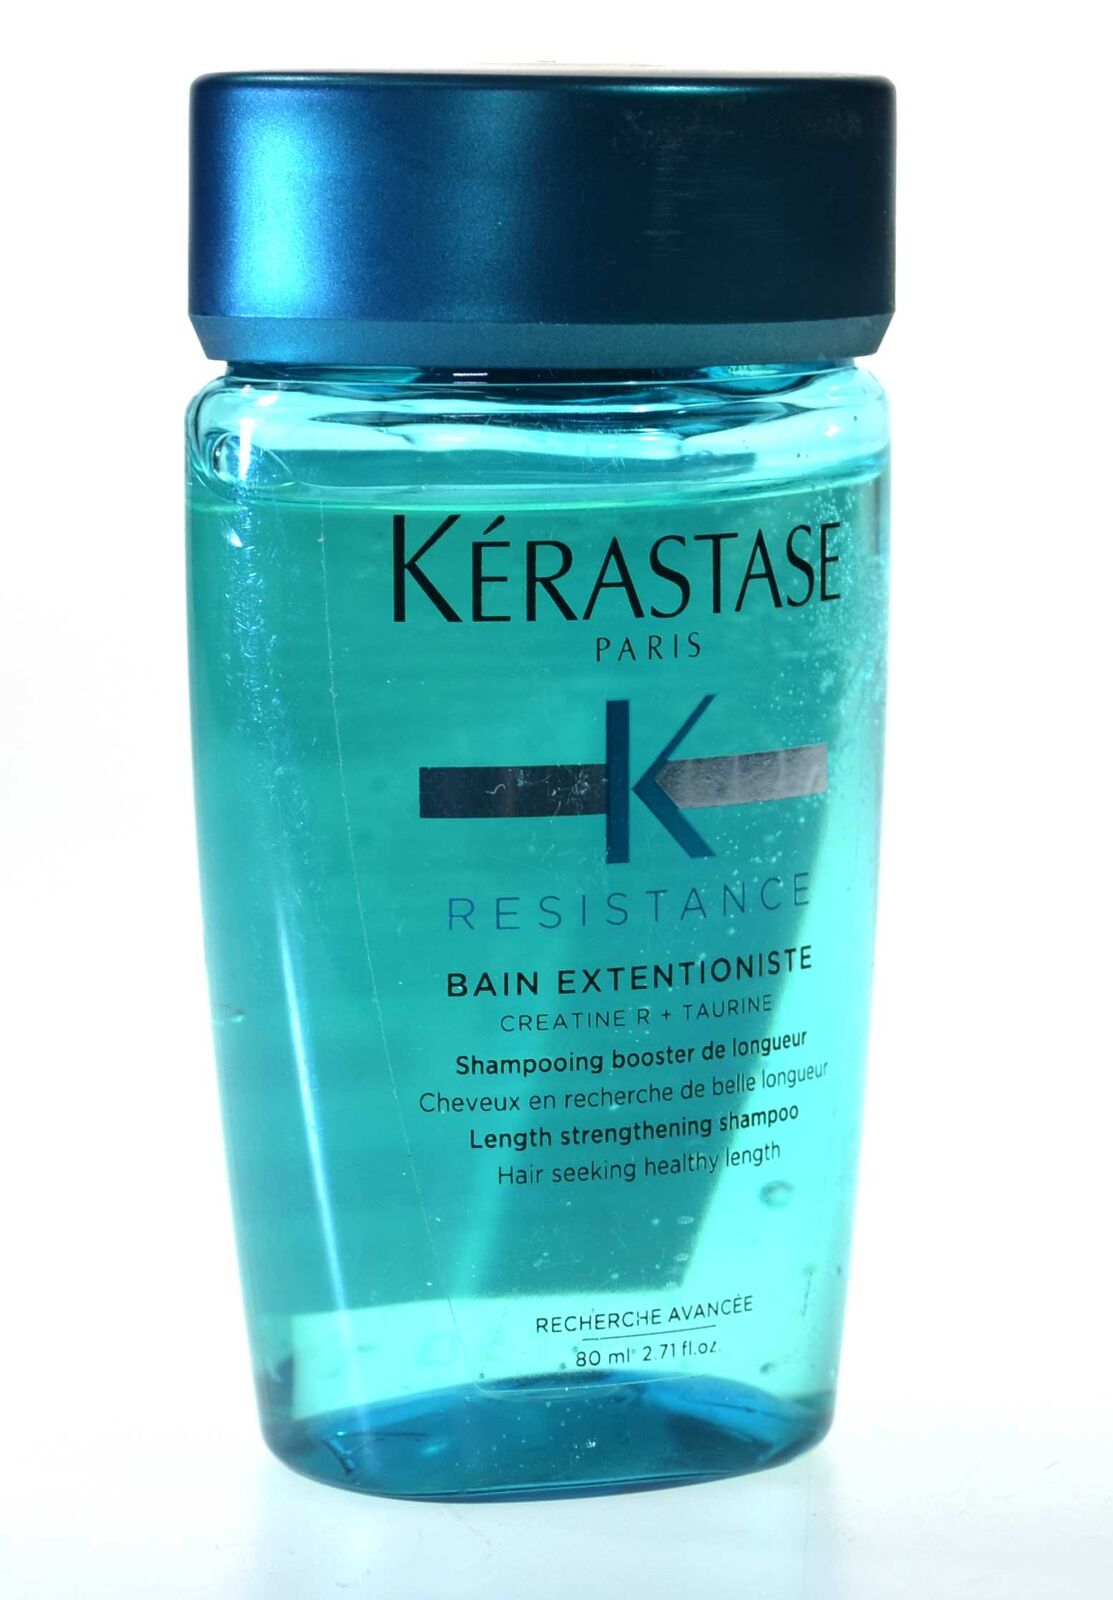 KÉRASTASE
PARIS
K
RESISTANCE
BAIN EXTENTIONISTE
CREATINE R + TAURINE
Shampooing booster de longueur
Cheveux en recherche de belle longueur
Length strengthening shampoo
Hair seeking healthy length
RECHERCHE AVANCÉE
80 ml 2.71 fl.oz.